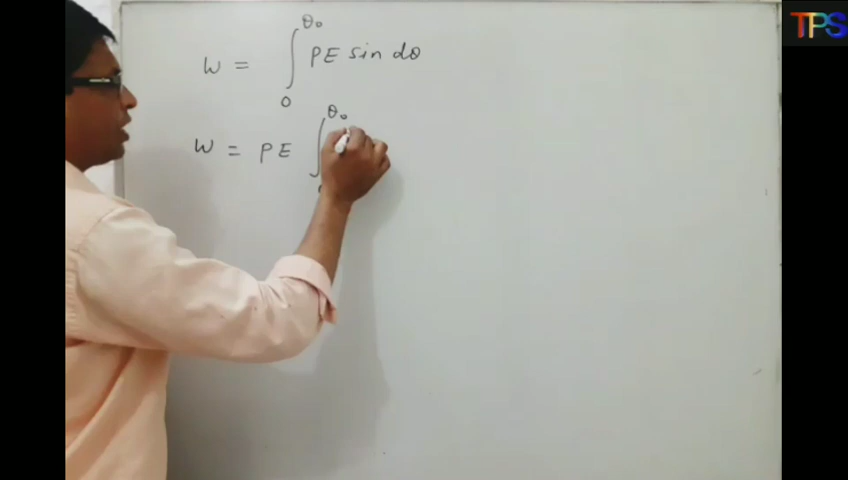 TPS
θ₀
W = ∫ PE sin dθ
0
θ₀
W = PE ∫